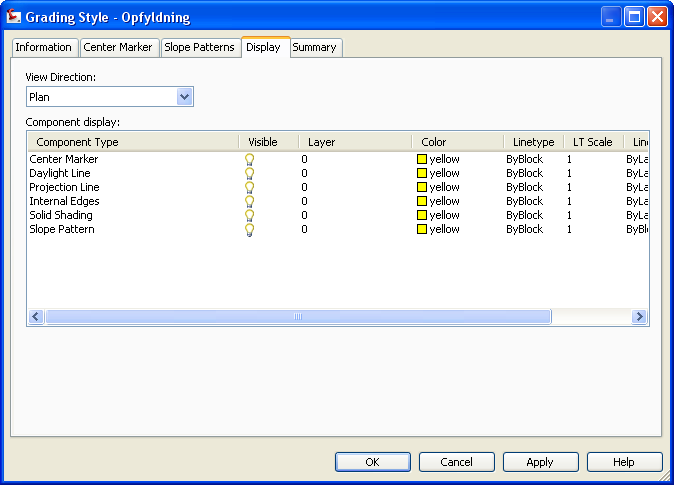 Grading Style - Opfyldning
Information Center Marker Slope Patterns Display Summary
View Direction:
Plan
Component display:
Component Type Visible Layer Color Linetype LT Scale Line
Center Marker 0 yellow ByBlock 1 ByLa
Daylight Line 0 yellow ByBlock 1 ByLa
Projection Line 0 yellow ByBlock 1 ByLa
Internal Edges 0 yellow ByBlock 1 ByLa
Solid Shading 0 yellow ByBlock 1 ByLa
Slope Pattern 0 yellow ByBlock 1 ByBl
OK Cancel Apply Help